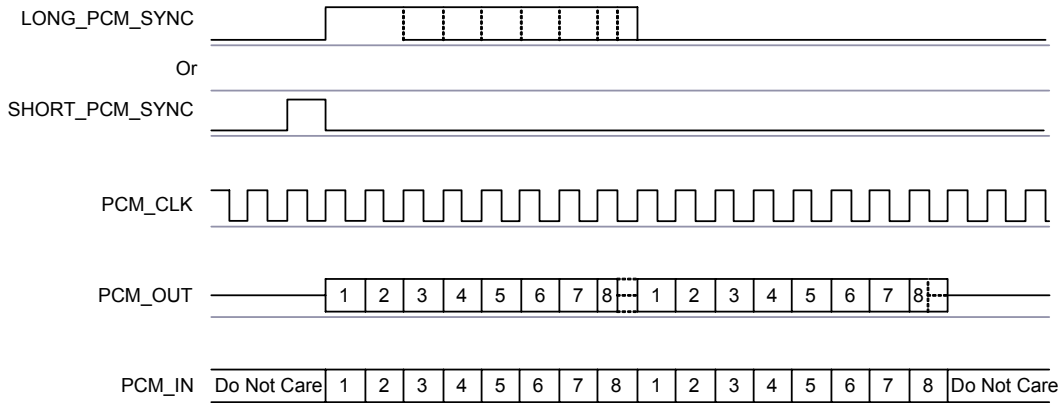 LONG_PCM_SYNC
Or
SHORT_PCM_SYNC
PCM_CLK
PCM_OUT 1 2 3 4 5 6 7 8 1 2 3 4 5 6 7 8
PCM_IN Do Not Care 1 2 3 4 5 6 7 8 1 2 3 4 5 6 7 8 Do Not Care